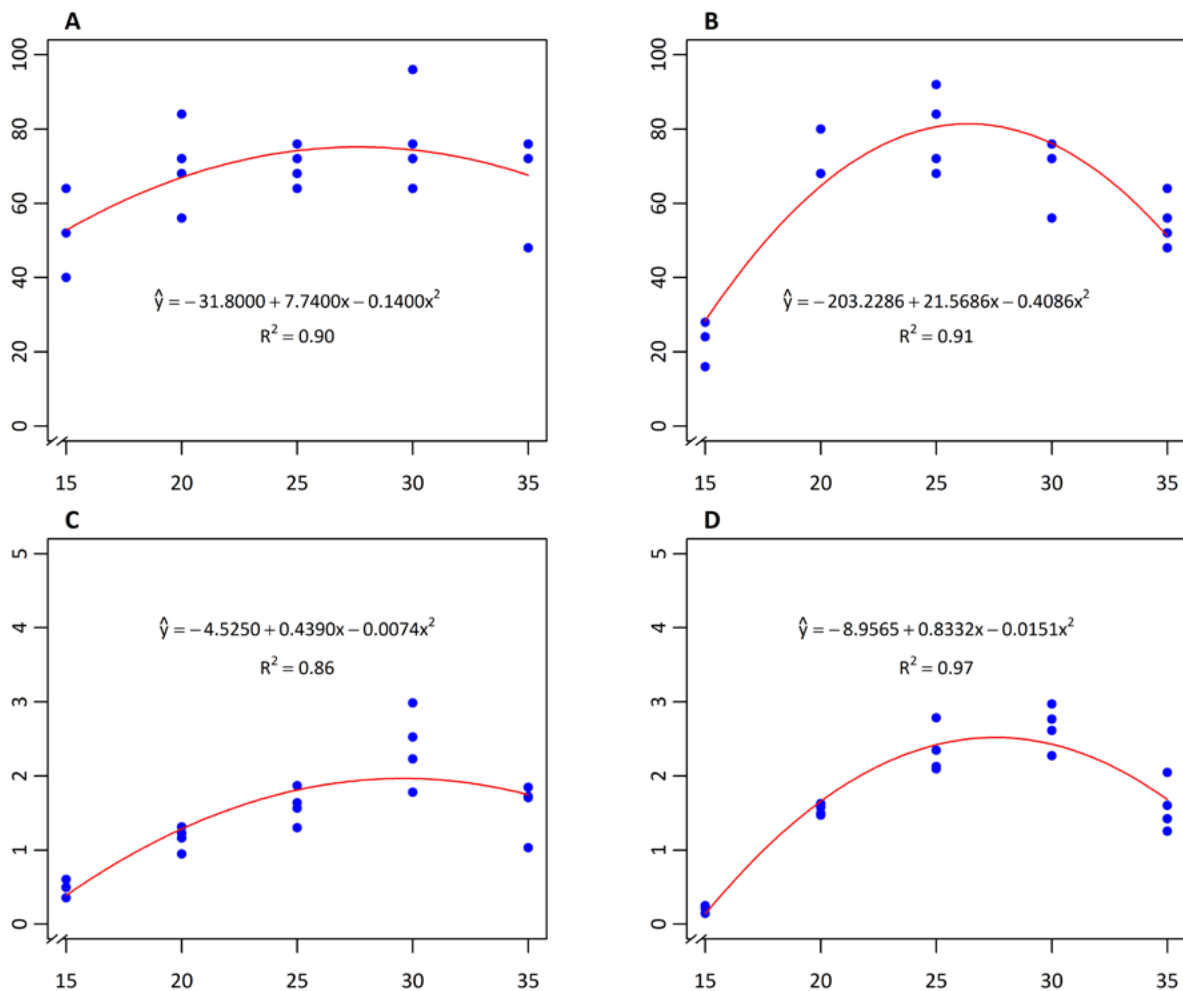 A
100
80
60
40
20
0
ŷ = −31.8000 + 7.7400x − 0.1400x²
R² = 0.90
15 20 25 30 35
B
100
80
60
40
20
0
ŷ = −203.2286 + 21.5686x − 0.4086x²
R² = 0.91
15 20 25 30 35
C
5
4
3
2
1
0
ŷ = −4.5250 + 0.4390x − 0.0074x²
R² = 0.86
15 20 25 30 35
D
5
4
3
2
1
0
ŷ = −8.9565 + 0.8332x − 0.0151x²
R² = 0.97
15 20 25 30 35